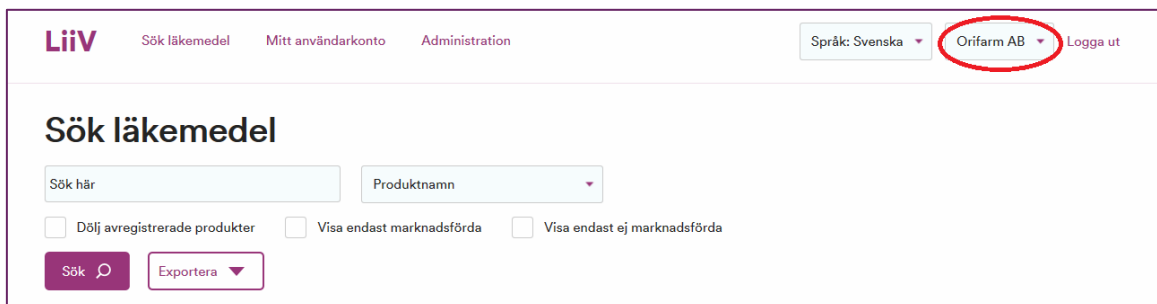 LiiV Sök läkemedel Mitt användarkonto Administration Språk: Svenska Orifarm AB Logga ut
Sök läkemedel
Sök här Produktnamn
Dölj avregistrerade produkter Visa endast marknadsförda Visa endast ej marknadsförda
Sök Exportera